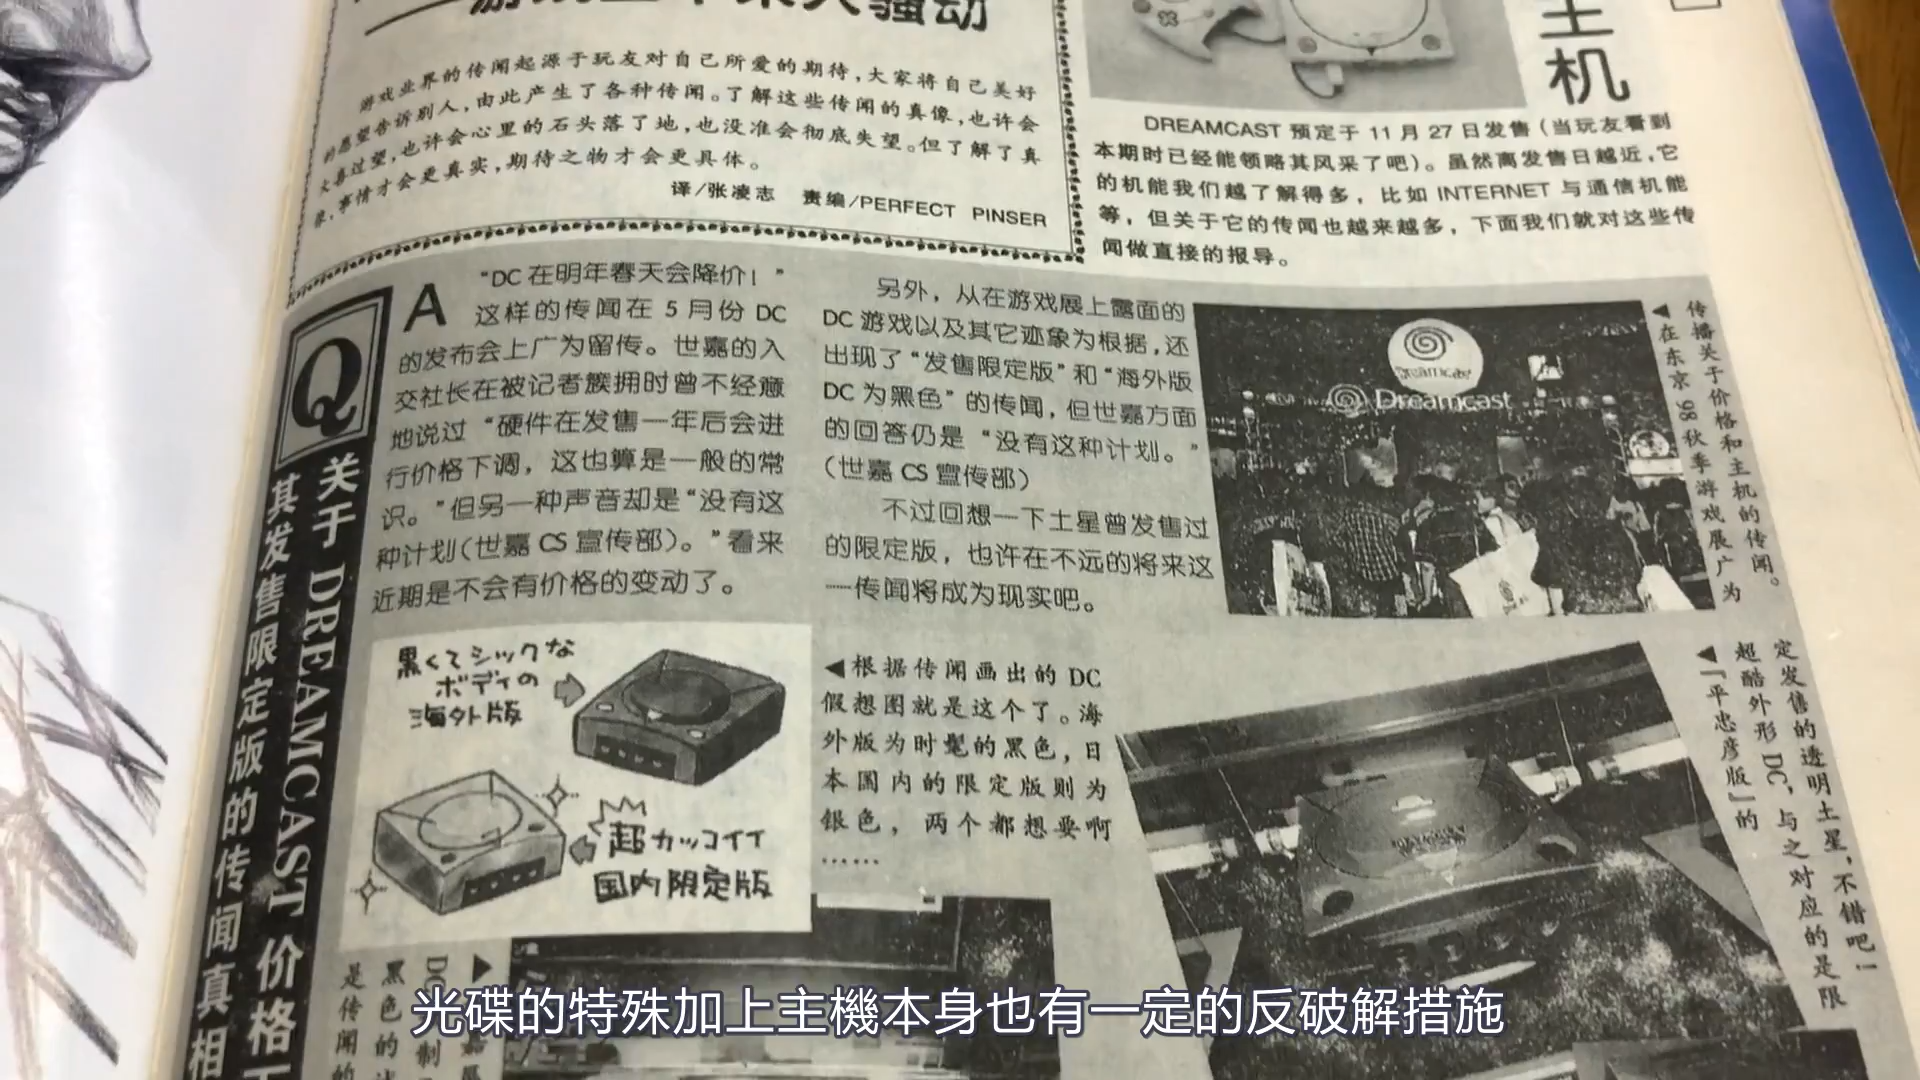 游戏业界的传闻起源于玩友对自己所爱的期待,大家将自己美好
的愿望告诉别人,由此产生了各种传闻。了解这些传闻的真像,也许会
大喜过望,也许会心里的石头落了地,也没准会彻底失望。但了解了真
像,事情才会更真实,期待之物才会更具体。
译/张凌志 责编/PERFECT PINSER
主
机
DREAMCAST 预定于 11 月 27 日发售(当玩友看到
本期时已经能领略其风采了吧)。虽然离发售日越近,它
的机能我们越了解得多,比如 INTERNET 与通信机能
等,但关于它的传闻也越来越多,下面我们就对这些传
闻做直接的报导。
Q
关于 DREAMCAST 价格
其发售限定版的传闻真相
A
“DC 在明年春天会降价!”
这样的传闻在 5 月份 DC
的发布会上广为留传。世嘉的入
交社长在被记者簇拥时曾不经意
地说过“硬件在发售一年后会进
行价格下调,这也算是一般的常
识。”但另一种声音却是“没有这
种计划(世嘉 CS 宣传部)。”看来
近期是不会有价格的变动了。
另外,从在游戏展上露面的
DC 游戏以及其它迹象为根据,还
出现了“发售限定版”和“海外版
DC 为黑色”的传闻,但世嘉方面
的回答仍是“没有这种计划。”
(世嘉 CS 宣传部)
不过回想一下土星曾发售过
的限定版,也许在不远的将来这
一传闻将成为现实吧。
Dreamcast
Dreamcast
◀在东京 98 秋季游戏展广为
传播关于价格和主机的传闻。
黒くてシックな
ボディの
海外版
超カッコイイ
国内限定版
◀根据传闻画出的 DC
假想图就是这个了。海
外版为时髦的黑色,日
本国内的限定版则为
银色,两个都想要啊
……
◀『平忠彦版』的
超酷外形 DC,与之对应的是限
定发售的透明土星,不错吧!
黑色的
是传闻的
光碟的特殊加上主機本身也有一定的反破解措施